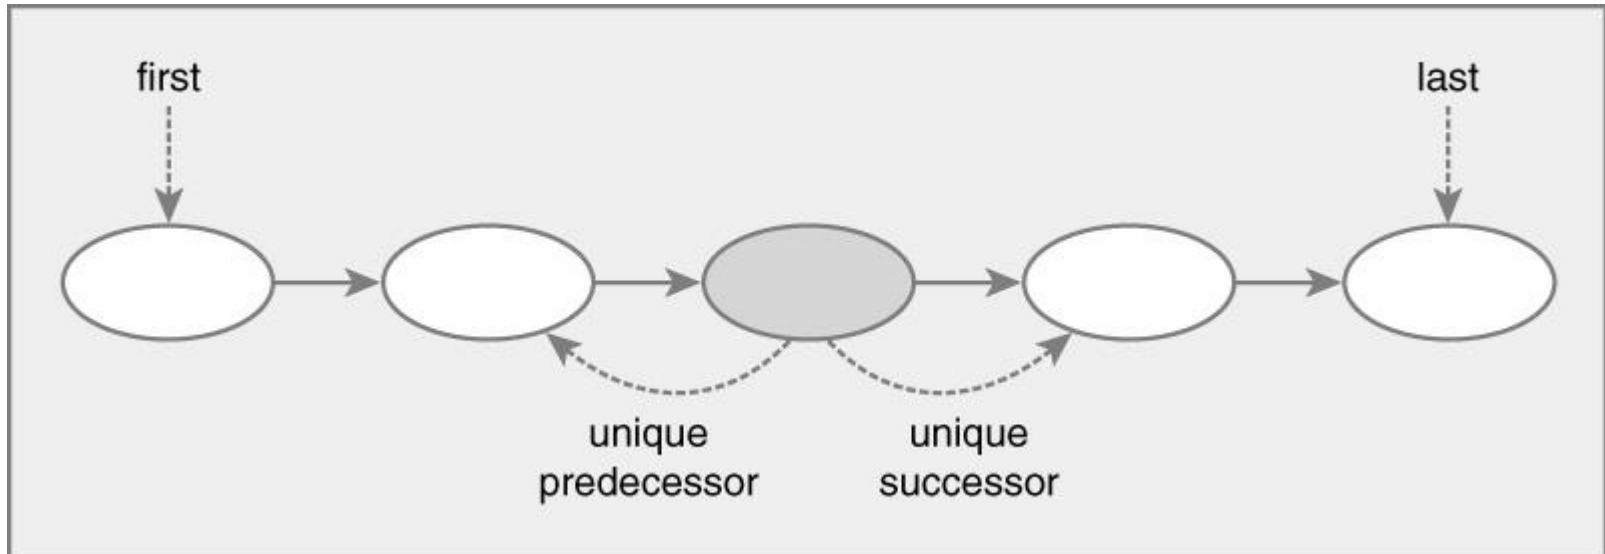 first
last
unique
predecessor
unique
successor